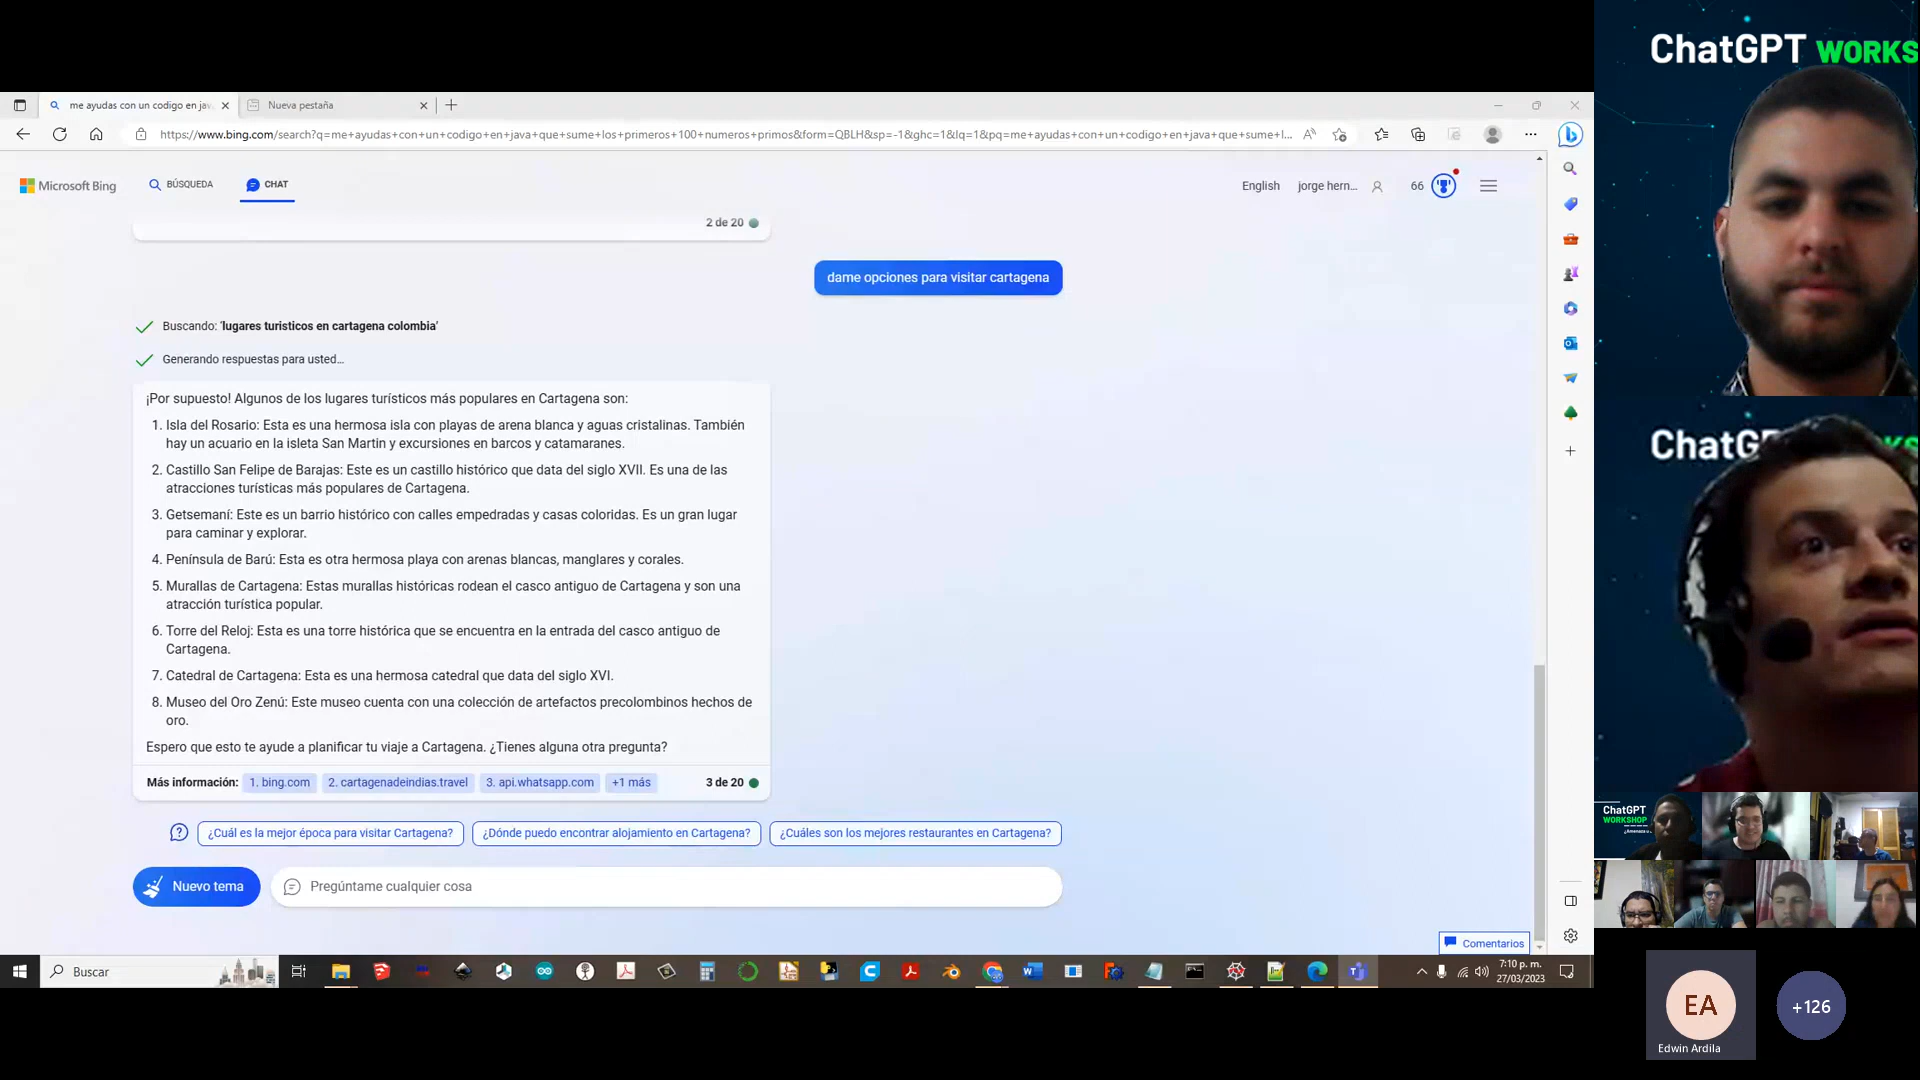 me ayudas con un codigo en jav
Nueva pestaña
https://www.bing.com/search?q=me+ayudas+con+un+codigo+en+java+que+sume+los+primeros+100+numeros+primos&form=QBLH&sp=-1&ghc=1&lq=1&pq=me+ayudas+con+un+codigo+en+java+que+sume+l...
Microsoft Bing
BÚSQUEDA
CHAT
English
jorge hern...
66
2 de 20
dame opciones para visitar cartagena
Buscando: 'lugares turisticos en cartagena colombia'
Generando respuestas para usted...
¡Por supuesto! Algunos de los lugares turísticos más populares en Cartagena son:
1. Isla del Rosario: Esta es una hermosa isla con playas de arena blanca y aguas cristalinas. También
hay un acuario en la isleta San Martin y excursiones en barcos y catamaranes.
2. Castillo San Felipe de Barajas: Este es un castillo histórico que data del siglo XVII. Es una de las
atracciones turísticas más populares de Cartagena.
3. Getsemaní: Este es un barrio histórico con calles empedradas y casas coloridas. Es un gran lugar
para caminar y explorar.
4. Península de Barú: Esta es otra hermosa playa con arenas blancas, manglares y corales.
5. Murallas de Cartagena: Estas murallas históricas rodean el casco antiguo de Cartagena y son una
atracción turística popular.
6. Torre del Reloj: Esta es una torre histórica que se encuentra en la entrada del casco antiguo de
Cartagena.
7. Catedral de Cartagena: Esta es una hermosa catedral que data del siglo XVI.
8. Museo del Oro Zenú: Este museo cuenta con una colección de artefactos precolombinos hechos de
oro.
Espero que esto te ayude a planificar tu viaje a Cartagena. ¿Tienes alguna otra pregunta?
Más información: 1. bing.com 2. cartagenadeindias.travel 3. api.whatsapp.com +1 más 3 de 20
¿Cuál es la mejor época para visitar Cartagena? ¿Dónde puedo encontrar alojamiento en Cartagena? ¿Cuáles son los mejores restaurantes en Cartagena?
Nuevo tema
Pregúntame cualquier cosa
Comentarios
Buscar
7:10 p. m.
27/03/2023
ChatGPT WORKS
ChatGPT
ChatGPT
WORKSHOP
EA
Edwin Ardila
+126